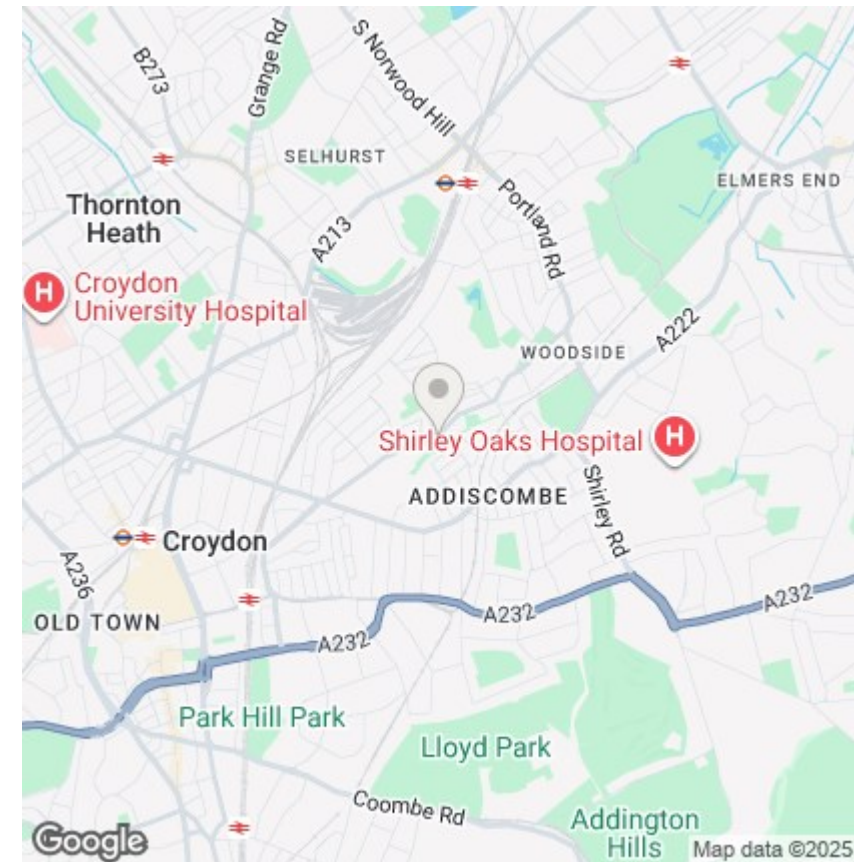 B273
Grange Rd
S Norwood Hill
SELHURST
ELMERS END
Thornton
Heath
Portland Rd
A213
Croydon
University Hospital
A222
WOODSIDE
Shirley Oaks Hospital
H
H
ADDISCOMBE
Shirley Rd
Croydon
A236
OLD TOWN
A232
A232
A232
Park Hill Park
Lloyd Park
Coombe Rd
Addington
Hills
Google
Map data ©2025